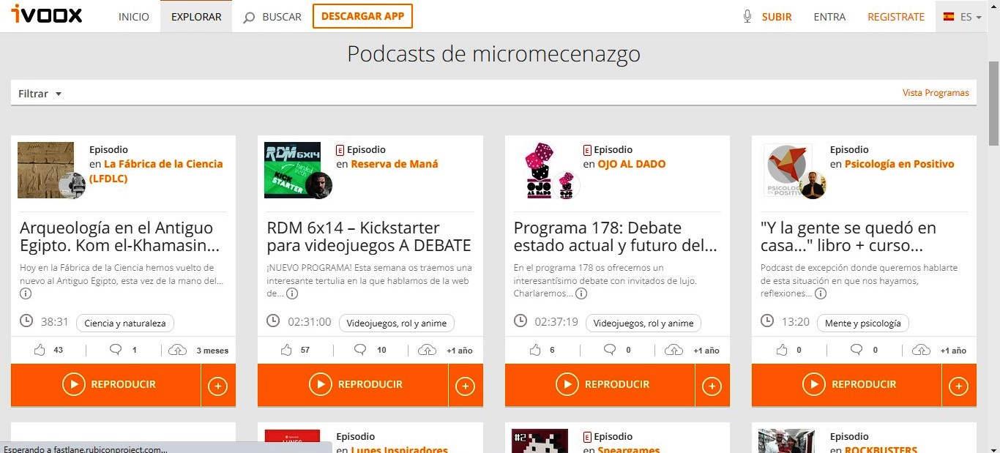 iVOOX
INICIO
EXPLORAR
BUSCAR
DESCARGAR APP
SUBIR
ENTRA
REGISTRATE
ES
Podcasts de micromecenazgo
Filtrar
Vista Programas
Episodio
en La Fábrica de la Ciencia
(LFDLC)
Arqueología en el Antiguo
Egipto. Kom el-Khamasin...
Hoy en la Fábrica de la Ciencia hemos vuelto de
nuevo al Antiguo Egipto, esta vez de la mano del...
38:31
Ciencia y naturaleza
43
1
3 meses
REPRODUCIR
RDM 6X14
funded with
KICK
STARTER
E Episodio
en Reserva de Maná
RDM 6x14 – Kickstarter
para videojuegos A DEBATE
¡NUEVO PROGRAMA! Esta semana os traemos una
interesante tertulia en la que hablamos de la web
de...
02:31:00
Videojuegos, rol y anime
57
10
+1 año
REPRODUCIR
OJO
AL DADO
E Episodio
en OJO AL DADO
Programa 178: Debate
estado actual y futuro del...
En el programa 178 os ofrecemos un
interesantísimo debate con invitados de lujo.
Charlaremos...
02:37:19
Videojuegos, rol y anime
6
0
+1 año
REPRODUCIR
PSICOLOG
EN POSITIV
Episodio
en Psicología en Positivo
"Y la gente se quedó en
casa..." libro + curso...
Podcast de excepción donde queremos hablarte
de esta situación en que nos hayamos,
reflexiones...
13:20
Mente y psicología
0
0
+1 año
REPRODUCIR
LUNES
Episodio
en Lunes Inspiradores
#2
E Episodio
en Speargames
Episodio
en ROCKBUSTERS
Esperando a fastlane.rubiconproject.com...